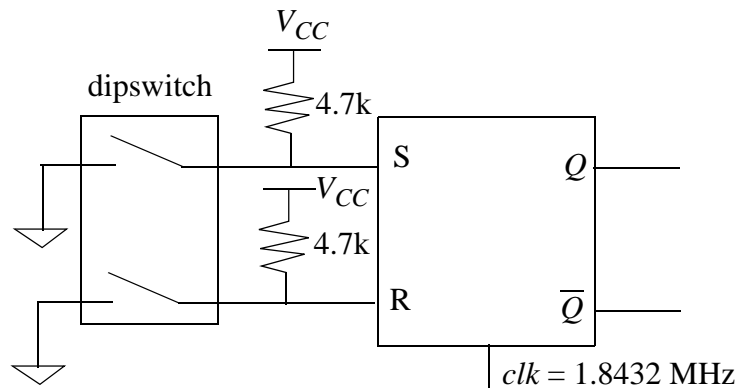 V_CC
dipswitch
4.7k
S
Q
V_CC
4.7k
R
Q̅
clk = 1.8432 MHz